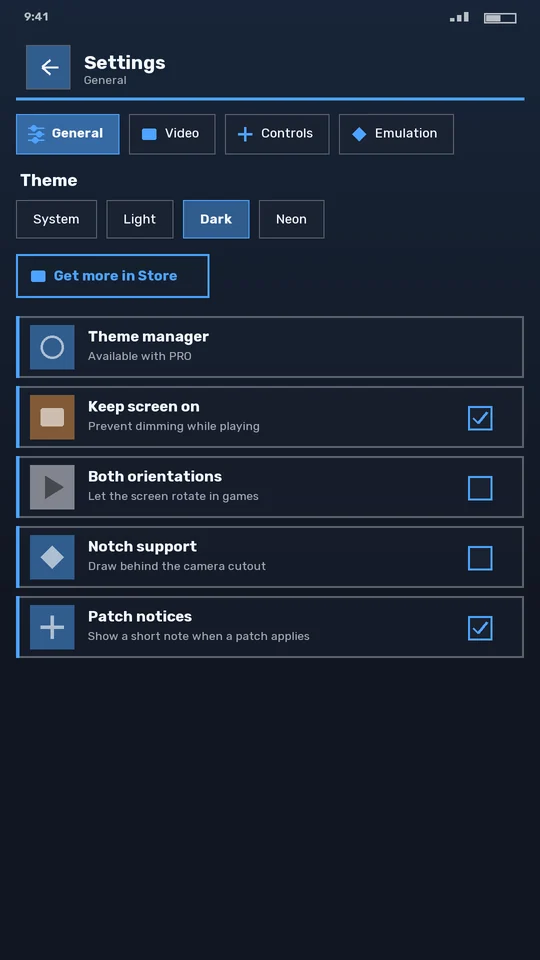 9:41
Settings
General
General
Video
Controls
Emulation
Theme
System
Light
Dark
Neon
Get more in Store
Theme manager
Available with PRO
Keep screen on
Prevent dimming while playing
Both orientations
Let the screen rotate in games
Notch support
Draw behind the camera cutout
Patch notices
Show a short note when a patch applies